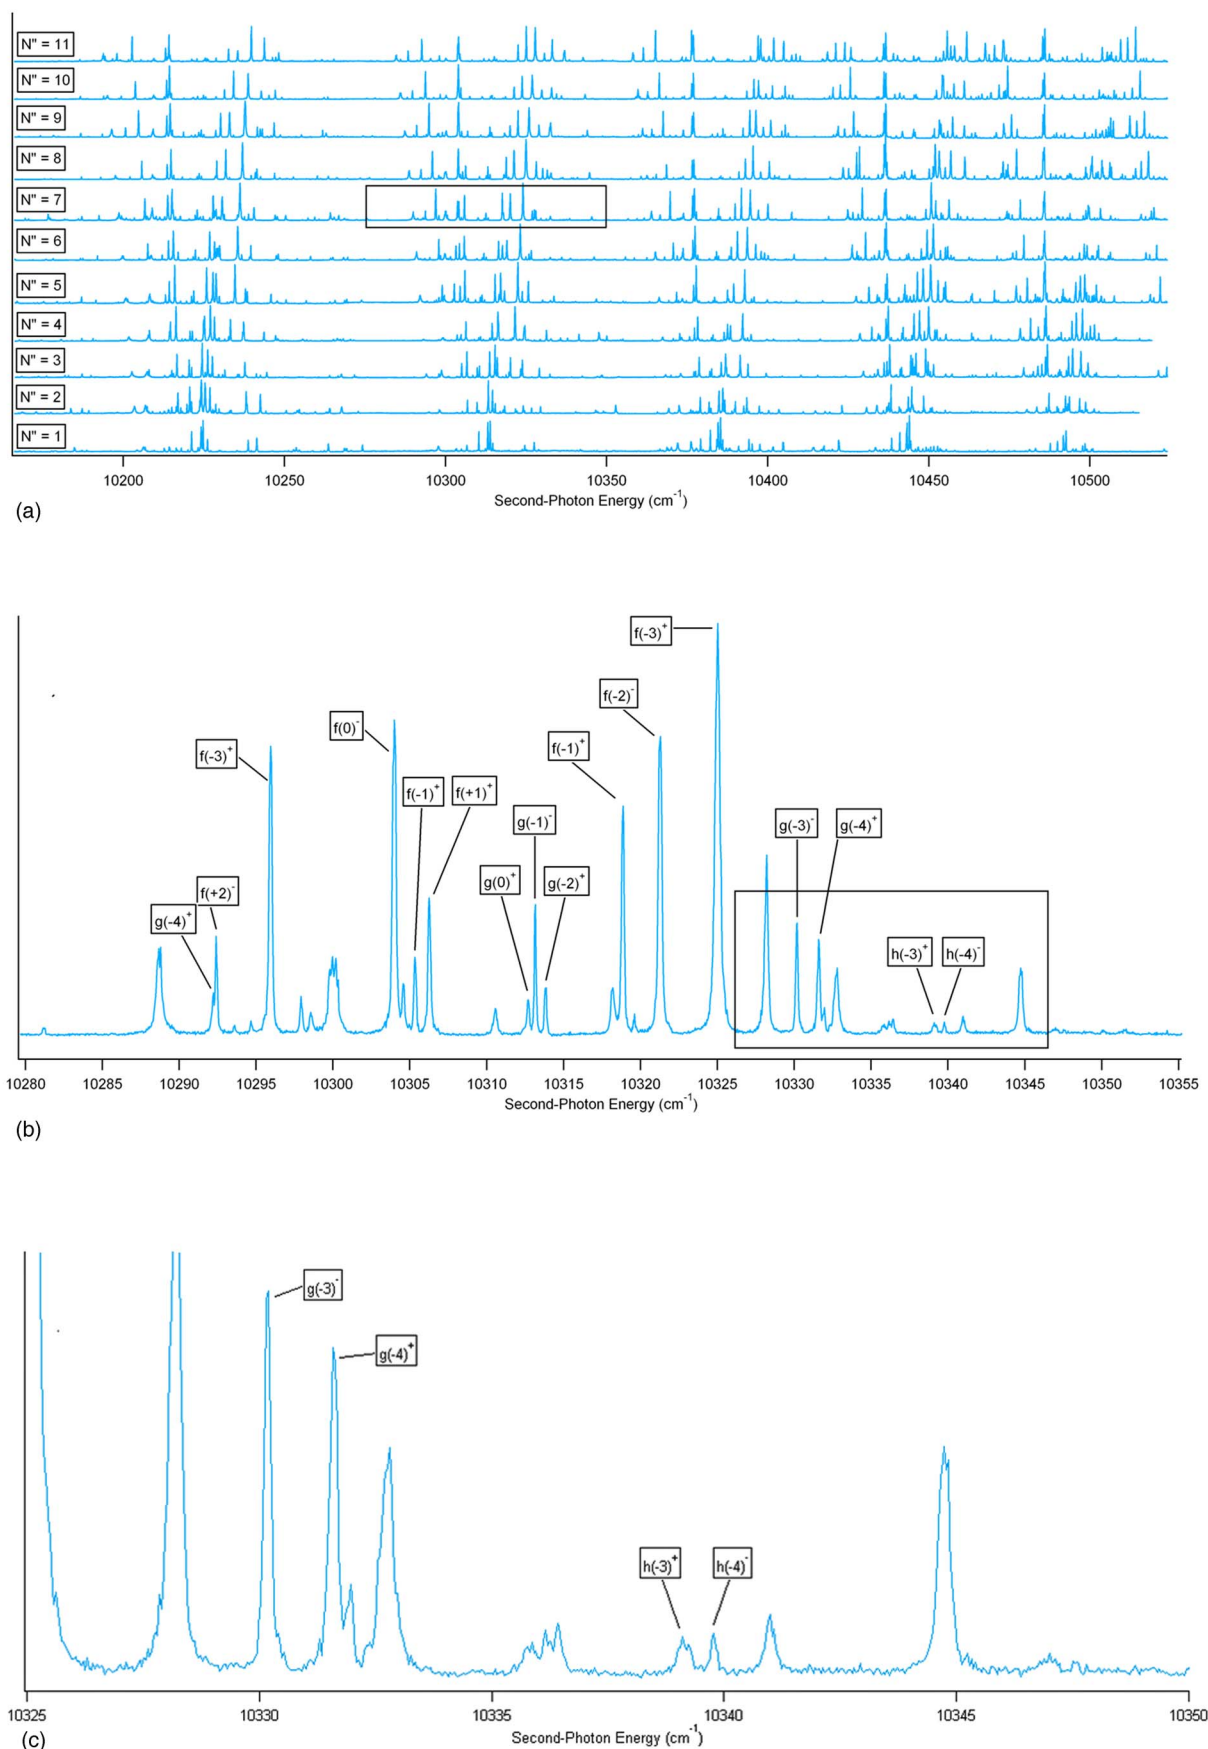 N" = 11
N" = 10
N" = 9
N" = 8
N" = 7
N" = 6
N" = 5
N" = 4
N" = 3
N" = 2
N" = 1
10200 10250 10300 10350 10400 10450 10500
Second-Photon Energy (cm⁻¹)
(a)
f(-3)⁺
f(-2)⁻
f(0)⁻
f(-1)⁺
f(-3)⁺
f(-1)⁺
f(+1)⁺
g(-1)⁻
g(-3)⁻
g(-4)⁺
g(0)⁺
g(-2)⁺
f(+2)⁻
g(-4)⁺
h(-3)⁺
h(-4)⁻
10280 10285 10290 10295 10300 10305 10310 10315 10320 10325 10330 10335 10340 10345 10350 10355
Second-Photon Energy (cm⁻¹)
(b)
g(-3)⁻
g(-4)⁺
h(-3)⁺
h(-4)⁻
10325 10330 10335 10340 10345 10350
Second-Photon Energy (cm⁻¹)
(c)